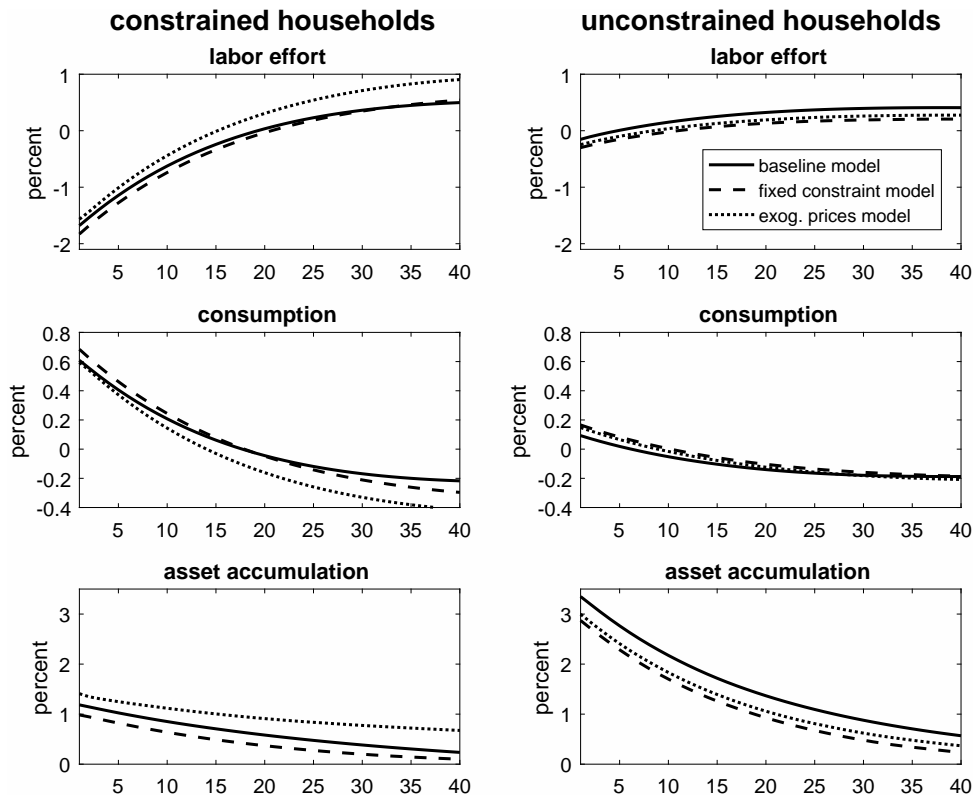 constrained households
unconstrained households
labor effort
1
0
-1
-2
percent
5 10 15 20 25 30 35 40
labor effort
1
0
-1
-2
percent
baseline model
fixed constraint model
exog. prices model
5 10 15 20 25 30 35 40
consumption
0.8
0.6
0.4
0.2
0
-0.2
-0.4
percent
5 10 15 20 25 30 35 40
consumption
0.8
0.6
0.4
0.2
0
-0.2
-0.4
percent
5 10 15 20 25 30 35 40
asset accumulation
3
2
1
0
percent
5 10 15 20 25 30 35 40
asset accumulation
3
2
1
0
percent
5 10 15 20 25 30 35 40